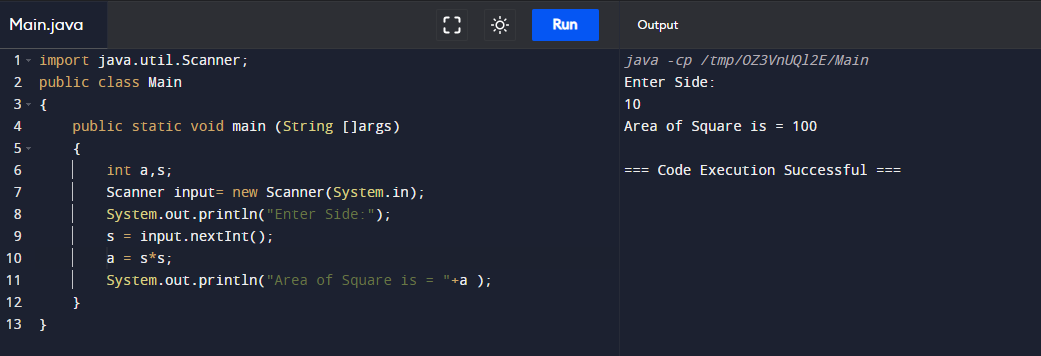 Main.java
Run
Output
1 import java.util.Scanner;
2 public class Main
3 {
4 public static void main (String []args)
5 {
6 int a,s;
7 Scanner input= new Scanner(System.in);
8 System.out.println("Enter Side:");
9 s = input.nextInt();
10 a = s*s;
11 System.out.println("Area of Square is = "+a );
12 }
13 }
java -cp /tmp/OZ3VnUQl2E/Main
Enter Side:
10
Area of Square is = 100
=== Code Execution Successful ===